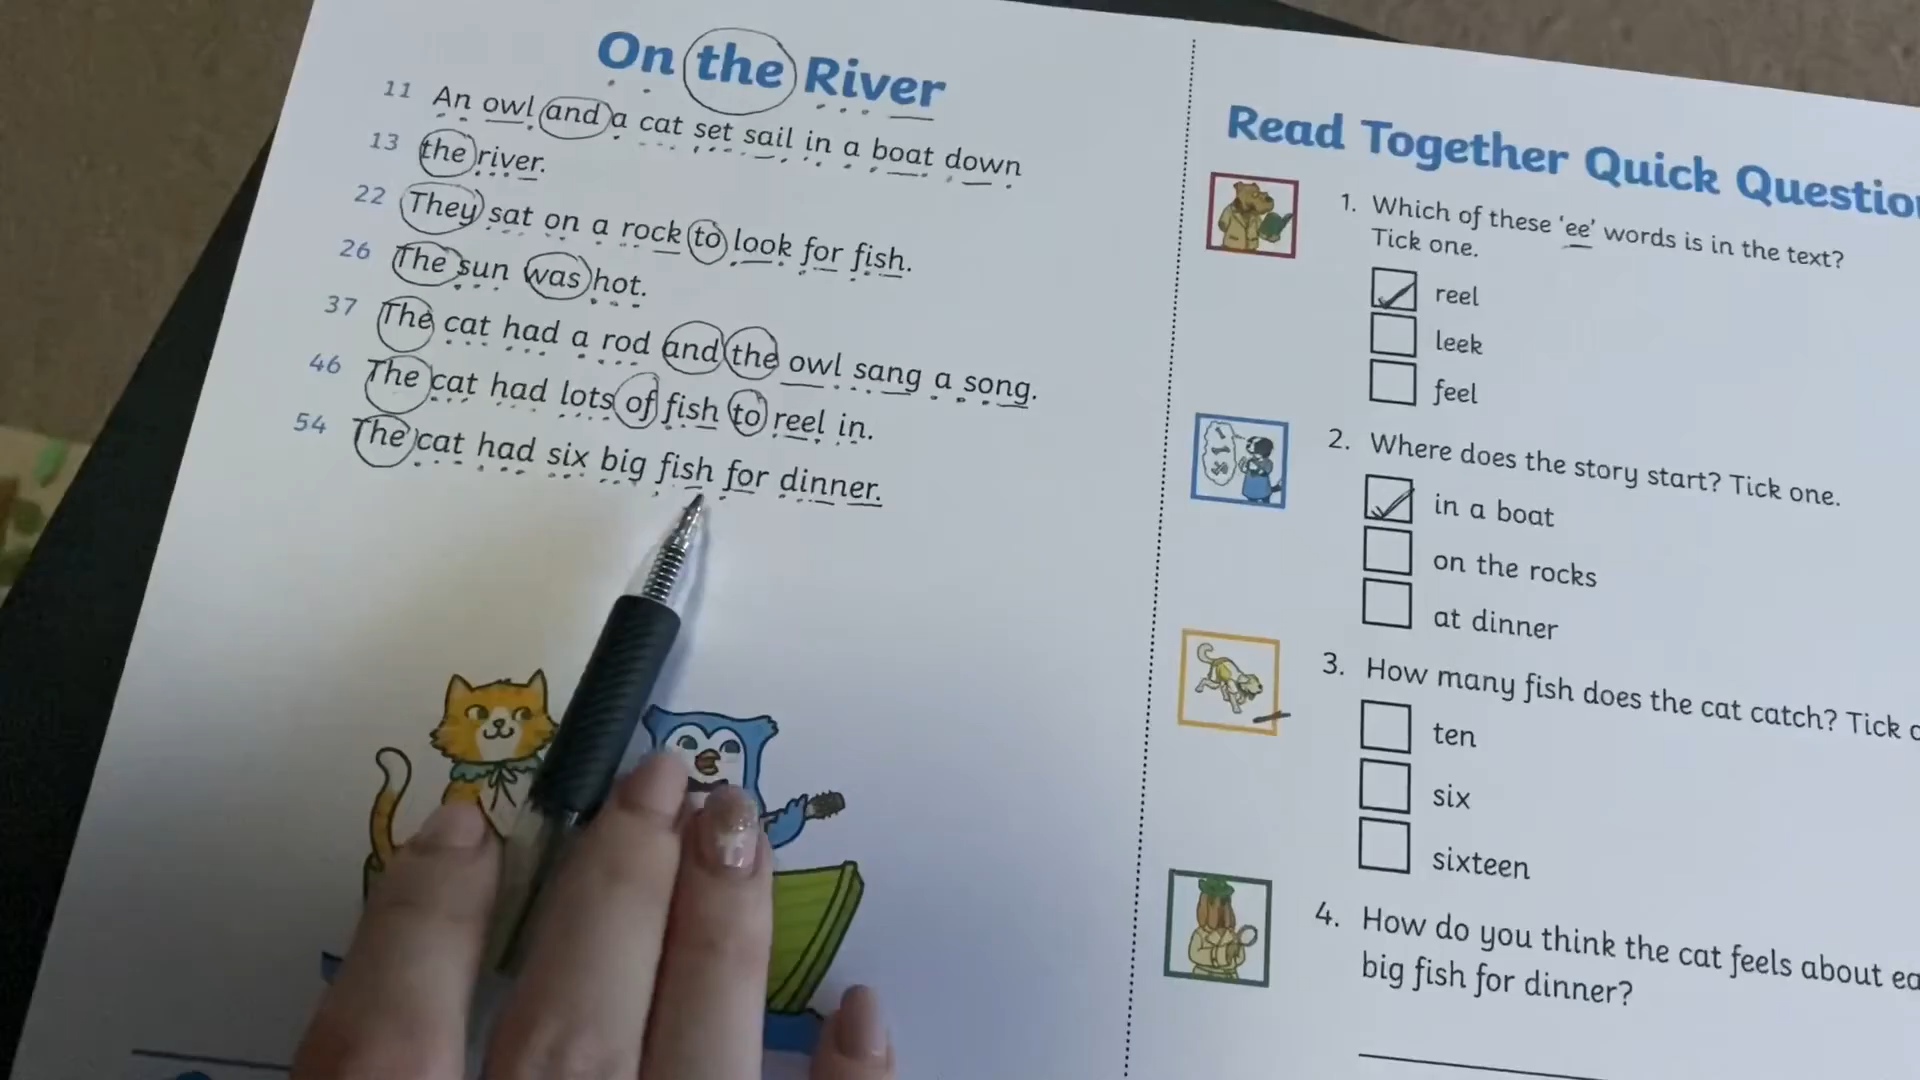 On the River
11 An owl and a cat set sail in a boat down
13 the river.
22 They sat on a rock to look for fish.
26 The sun was hot.
37 The cat had a rod and the owl sang a song.
46 The cat had lots of fish to reel in.
54 The cat had six big fish for dinner.
Read Together Quick
1. Which of these ‘ee’ words is in the text?
Tick one.
reel
leek
feel
2. Where does the story start? Tick one.
in a boat
on the rocks
at dinner
3. How many fish does the cat catch? Tick
ten
six
sixteen
4. How do you think the cat feels about
big fish for dinner?